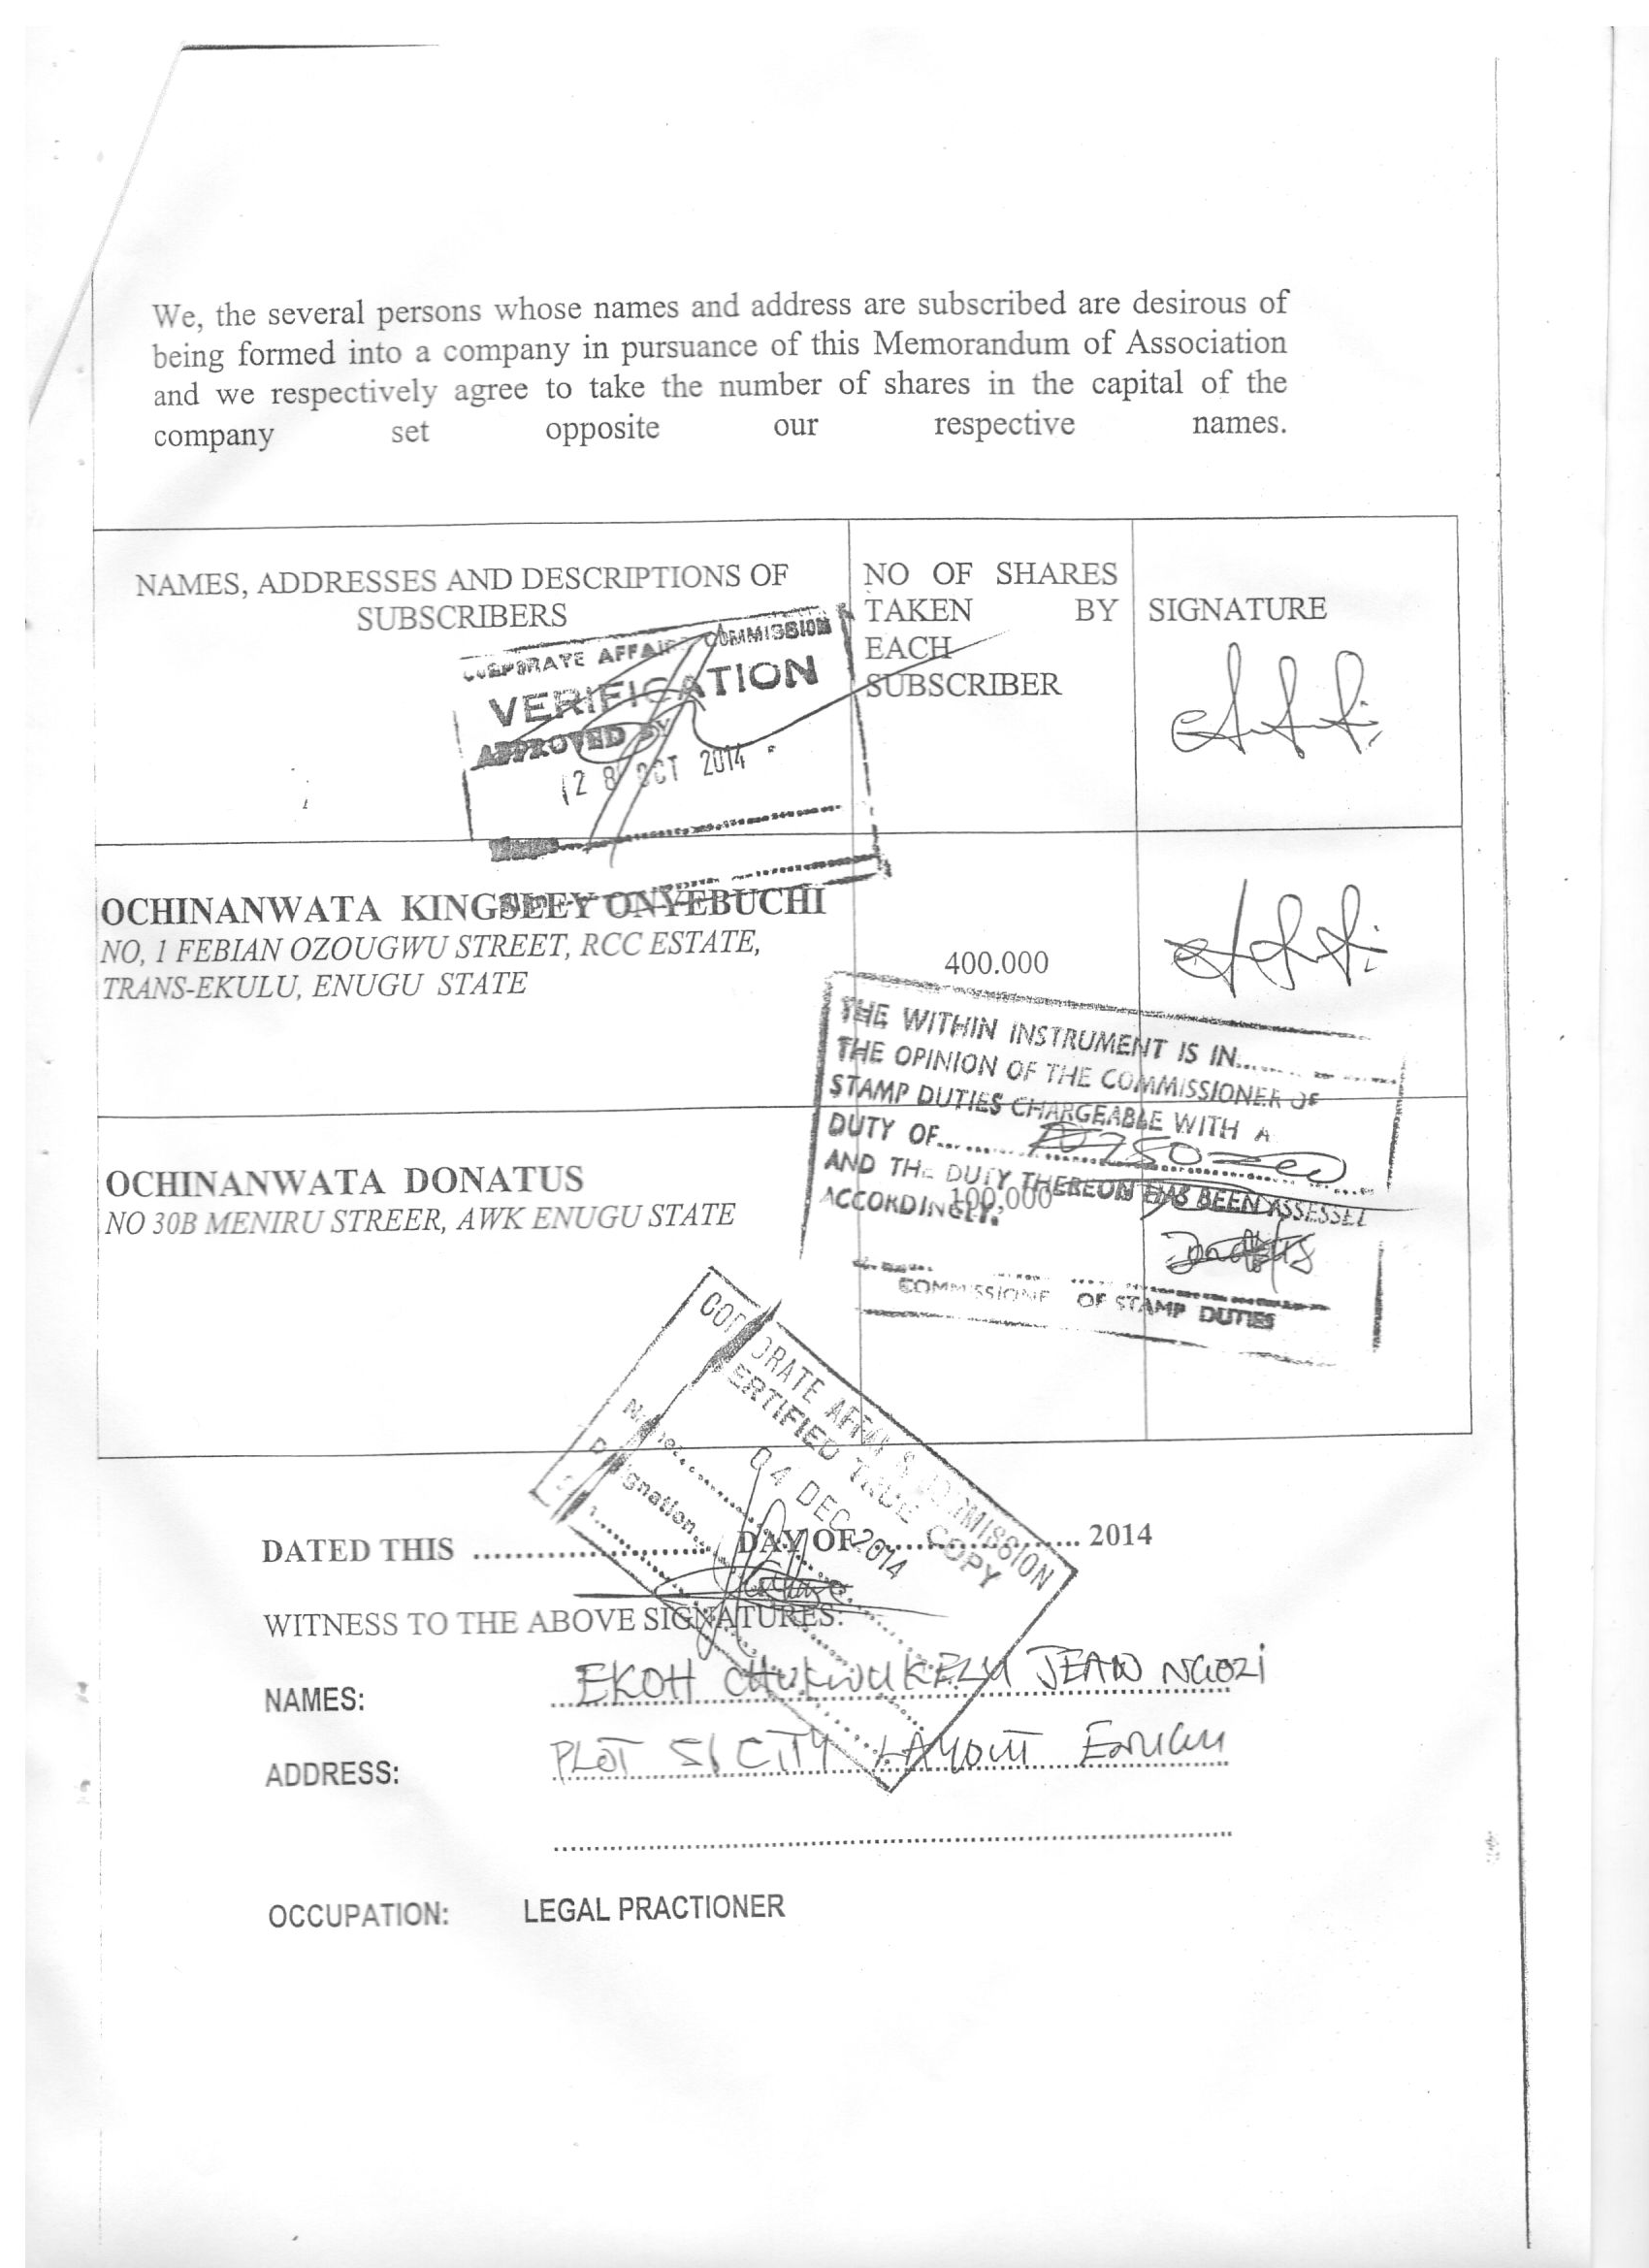 We, the several persons whose names and address are subscribed are desirous of
being formed into a company in pursuance of this Memorandum of Association
and we respectively agree to take the number of shares in the capital of the
company set opposite our respective names.
NAMES, ADDRESSES AND DESCRIPTIONS OF
SUBSCRIBERS
NO OF SHARES
TAKEN BY
EACH
SUBSCRIBER
SIGNATURE
CORPORATE AFFAIRS COMMISSION
VERIFICATION
APPROVED BY
28 OCT 2014
OCHINANWATA KINGSLEY ONYEBUCHI
NO, 1 FEBIAN OZOUGWU STREET, RCC ESTATE,
TRANS-EKULU, ENUGU STATE
400.000
THE WITHIN INSTRUMENT IS IN
THE OPINION OF THE COMMISSIONER OF
STAMP DUTIES CHARGEABLE WITH A
DUTY OF
AND THE DUTY THEREON HAS BEEN ASSESSED
ACCORDINGLY.
COMMISSIONER OF STAMP DUTIES
OCHINANWATA DONATUS
NO 30B MENIRU STREER, AWK ENUGU STATE
100,000
CORPORATE AFFAIRS COMMISSION
CERTIFIED TRUE COPY
04 DEC 2014
Name
Designation
DATED THIS .............................. DAY OF ........................ 2014
WITNESS TO THE ABOVE SIGNATURES:
NAMES: EKOH CHUKWUKELU JEAN NGOZI
ADDRESS: PLOT 51 CITY LAYOUT ENUGU
OCCUPATION: LEGAL PRACTIONER